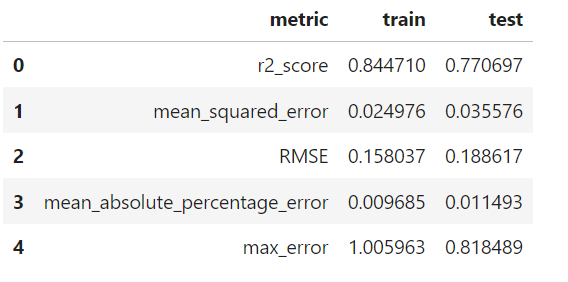 metric train test
0 r2_score 0.844710 0.770697
1 mean_squared_error 0.024976 0.035576
2 RMSE 0.158037 0.188617
3 mean_absolute_percentage_error 0.009685 0.011493
4 max_error 1.005963 0.818489